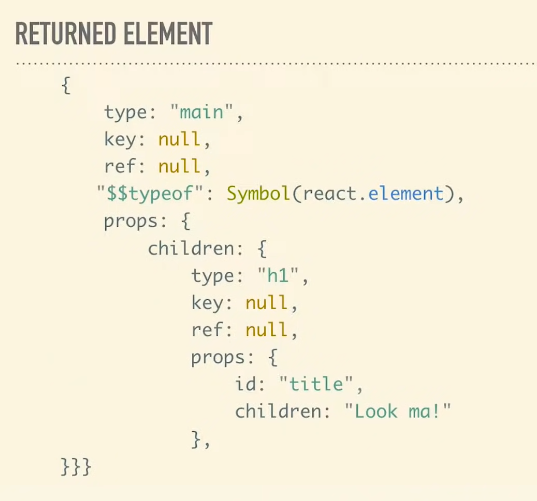 RETURNED ELEMENT
{
type: "main",
key: null,
ref: null,
"$$typeof": Symbol(react.element),
props: {
children: {
type: "h1",
key: null,
ref: null,
props: {
id: "title",
children: "Look ma!"
},
}}}